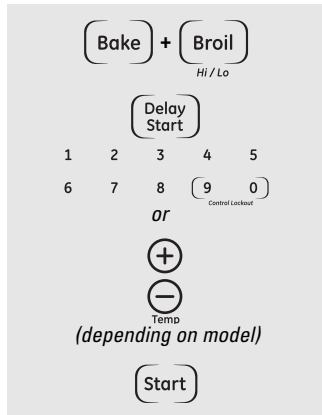 Bake + Broil
Hi / Lo
Delay
Start
1 2 3 4 5
6 7 8 9 0
Control Lockout
or
+
−
Temp
(depending on model)
Start